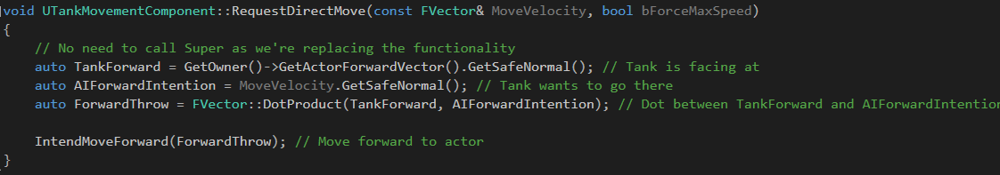 void UTankMovementComponent::RequestDirectMove(const FVector& MoveVelocity, bool bForceMaxSpeed)
{
// No need to call Super as we're replacing the functionality
auto TankForward = GetOwner()->GetActorForwardVector().GetSafeNormal(); // Tank is facing at
auto AIForwardIntention = MoveVelocity.GetSafeNormal(); // Tank wants to go there
auto ForwardThrow = FVector::DotProduct(TankForward, AIForwardIntention); // Dot between TankForward and AIForwardIntention
IntendMoveForward(ForwardThrow); // Move forward to actor
}